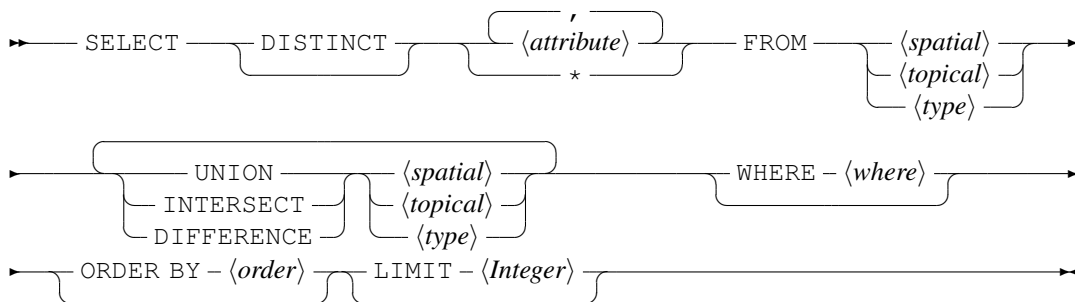 ,
SELECT DISTINCT ⟨attribute⟩ FROM ⟨spatial⟩
* ⟨topical⟩
⟨type⟩
UNION ⟨spatial⟩ WHERE ⟨where⟩
INTERSECT ⟨topical⟩
DIFFERENCE ⟨type⟩
ORDER BY ⟨order⟩ LIMIT ⟨Integer⟩